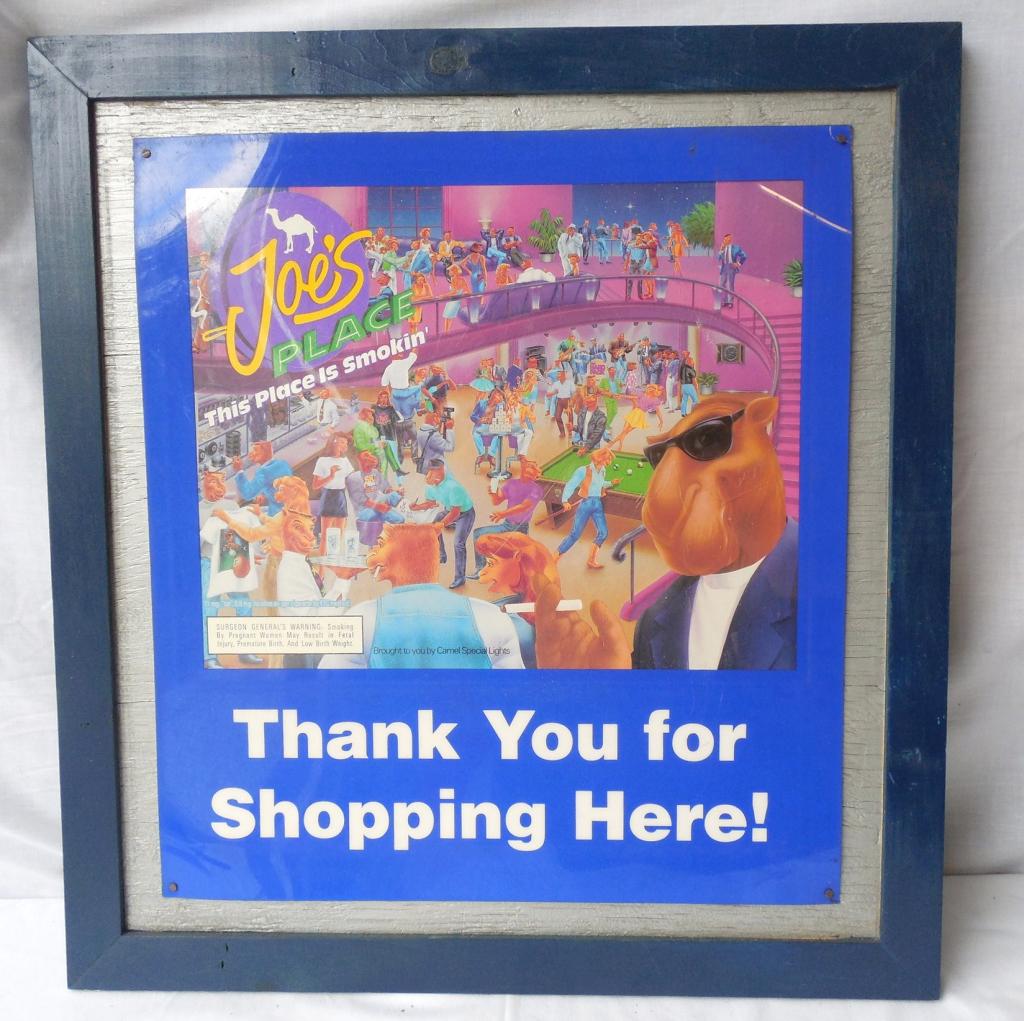 Joe's
PLACE
This Place Is Smokin'
SURGEON GENERAL'S WARNING: Smoking
By Pregnant Women May Result in Fetal
Injury, Premature Birth, And Low Birth Weight.
Brought to you by Camel Special Lights
Thank You for
Shopping Here!